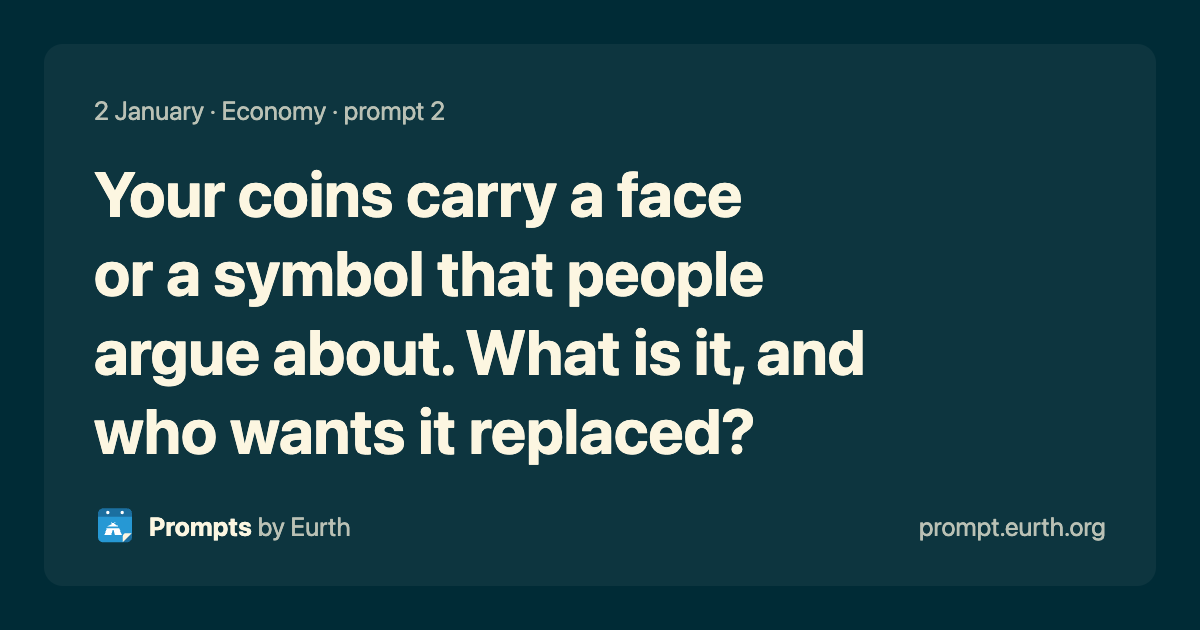 2 January · Economy · prompt 2
Your coins carry a face
or a symbol that people
argue about. What is it, and
who wants it replaced?
Prompts by Eurth
prompt.eurth.org